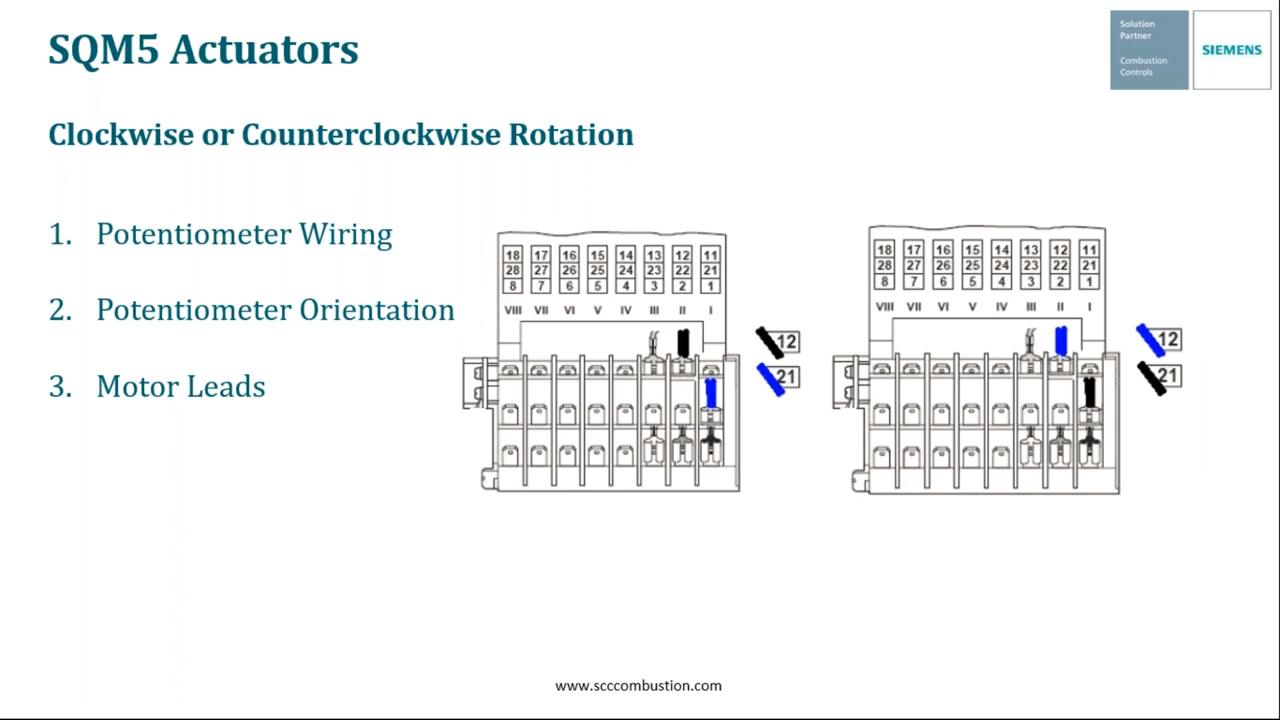 SQM5 Actuators
Solution
Partner
Combustion
Controls
SIEMENS
Clockwise or Counterclockwise Rotation
1. Potentiometer Wiring
2. Potentiometer Orientation
3. Motor Leads
18 17 16 15 14 13 12 11
28 27 26 25 24 23 22 21
8 7 6 5 4 3 2 1
VIII VII VI V IV III II I
12
21
18 17 16 15 14 13 12 11
28 27 26 25 24 23 22 21
8 7 6 5 4 3 2 1
VIII VII VI V IV III II I
12
21
www.scccombustion.com